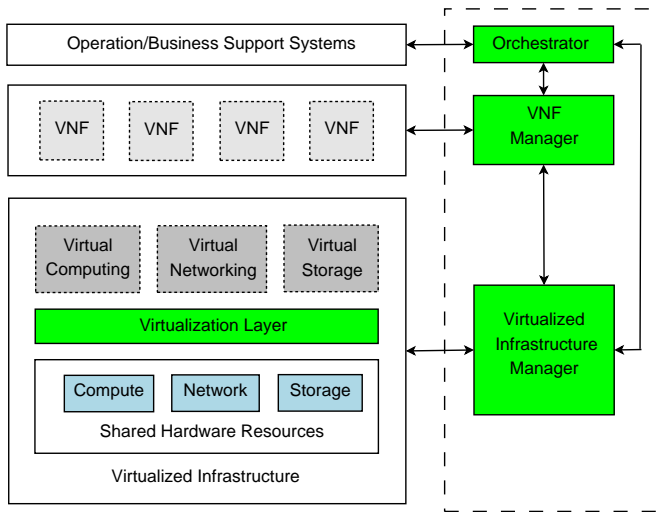 Operation/Business Support Systems
Orchestrator
VNF
VNF
VNF
VNF
VNF
Manager
Virtual
Computing
Virtual
Networking
Virtual
Storage
Virtualization Layer
Virtualized
Infrastructure
Manager
Compute
Network
Storage
Shared Hardware Resources
Virtualized Infrastructure